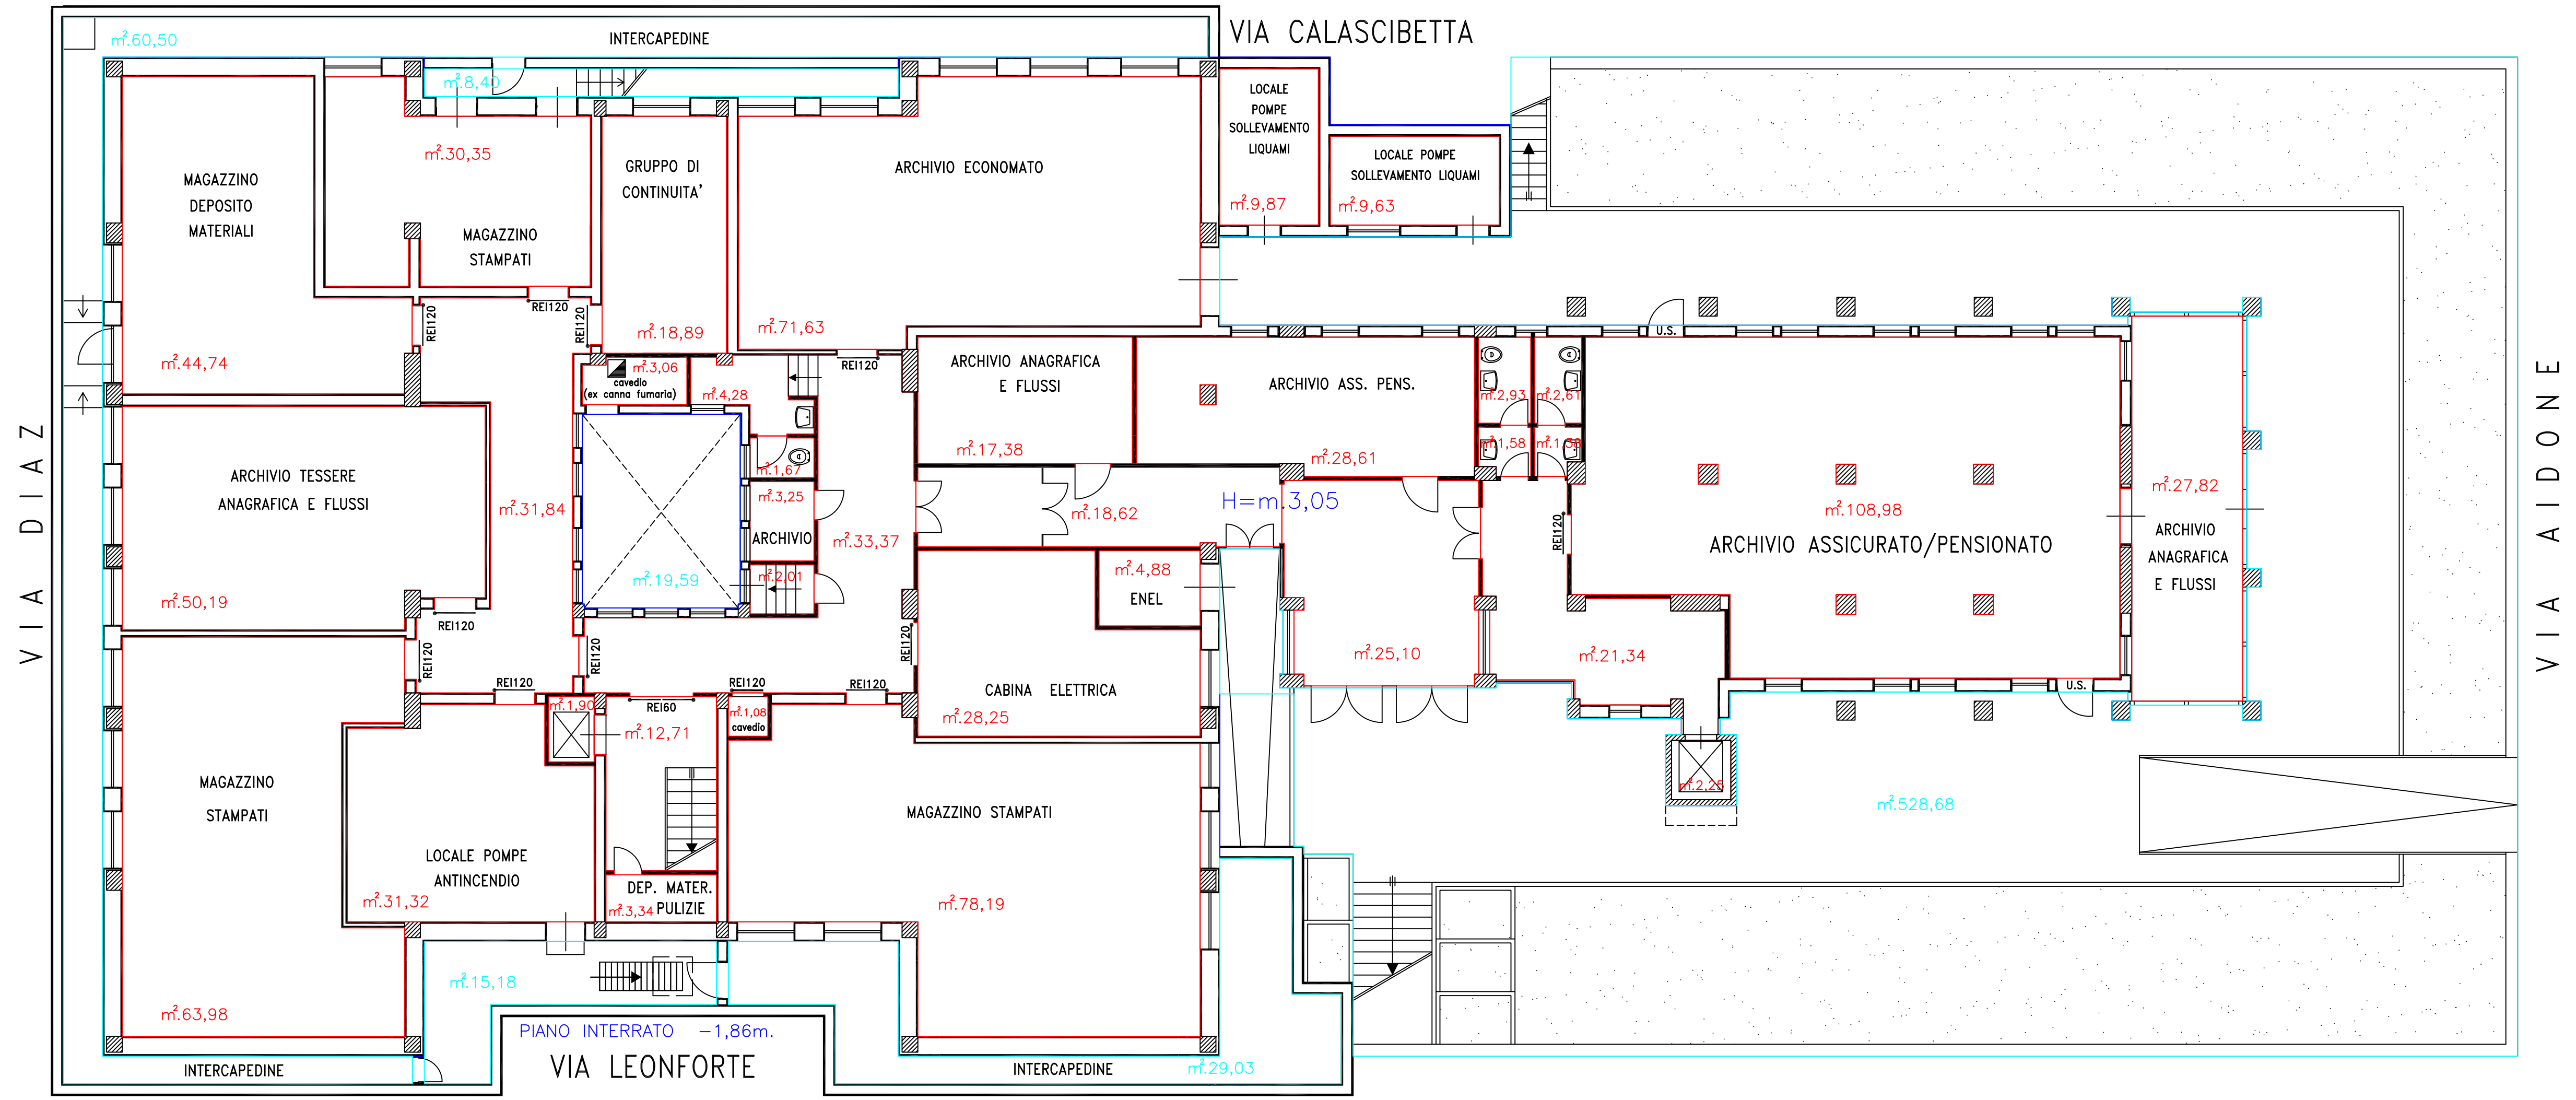 VIA CALASCIBETTA
m².60,50
INTERCAPEDINE
m².8,40
LOCALE
POMPE
SOLLEVAMENTO
LIQUAMI
m².9,87
LOCALE POMPE
SOLLEVAMENTO LIQUAMI
m².9,63
MAGAZZINO
DEPOSITO
MATERIALI
m².44,74
m².30,35
MAGAZZINO
STAMPATI
REI120
REI120
REI120
GRUPPO DI
CONTINUITA'
m².18,89
ARCHIVIO ECONOMATO
m².71,63
REI120
m².3,06
cavedio
(ex canna fumaria)
m².4,28
m².1,67
m².3,25
ARCHIVIO
m².2,01
m².19,59
m².31,84
m².33,37
ARCHIVIO TESSERE
ANAGRAFICA E FLUSSI
m².50,19
REI120
REI120
REI120
REI120
ARCHIVIO ANAGRAFICA
E FLUSSI
m².17,38
ARCHIVIO ASS. PENS.
m².28,61
m².18,62
H=m.3,05
m².2,93
m².2,61
m².1,58
U.S.
REI120
m².108,98
ARCHIVIO ASSICURATO/PENSIONATO
U.S.
m².27,82
ARCHIVIO
ANAGRAFICA
E FLUSSI
m².4,88
ENEL
CABINA ELETTRICA
m².28,25
m².25,10
m².21,34
m².2,25
m².528,68
REI120
REI120
REI60
m².1,90
m².12,71
m².1,08
cavedio
MAGAZZINO
STAMPATI
m².63,98
LOCALE POMPE
ANTINCENDIO
m².31,32
DEP. MATER.
PULIZIE
m².3,34
MAGAZZINO STAMPATI
m².78,19
m².15,18
PIANO INTERRATO -1,86m.
VIA LEONFORTE
INTERCAPEDINE
INTERCAPEDINE
m².29,03
VIA DIAZ
VIA AIDONE